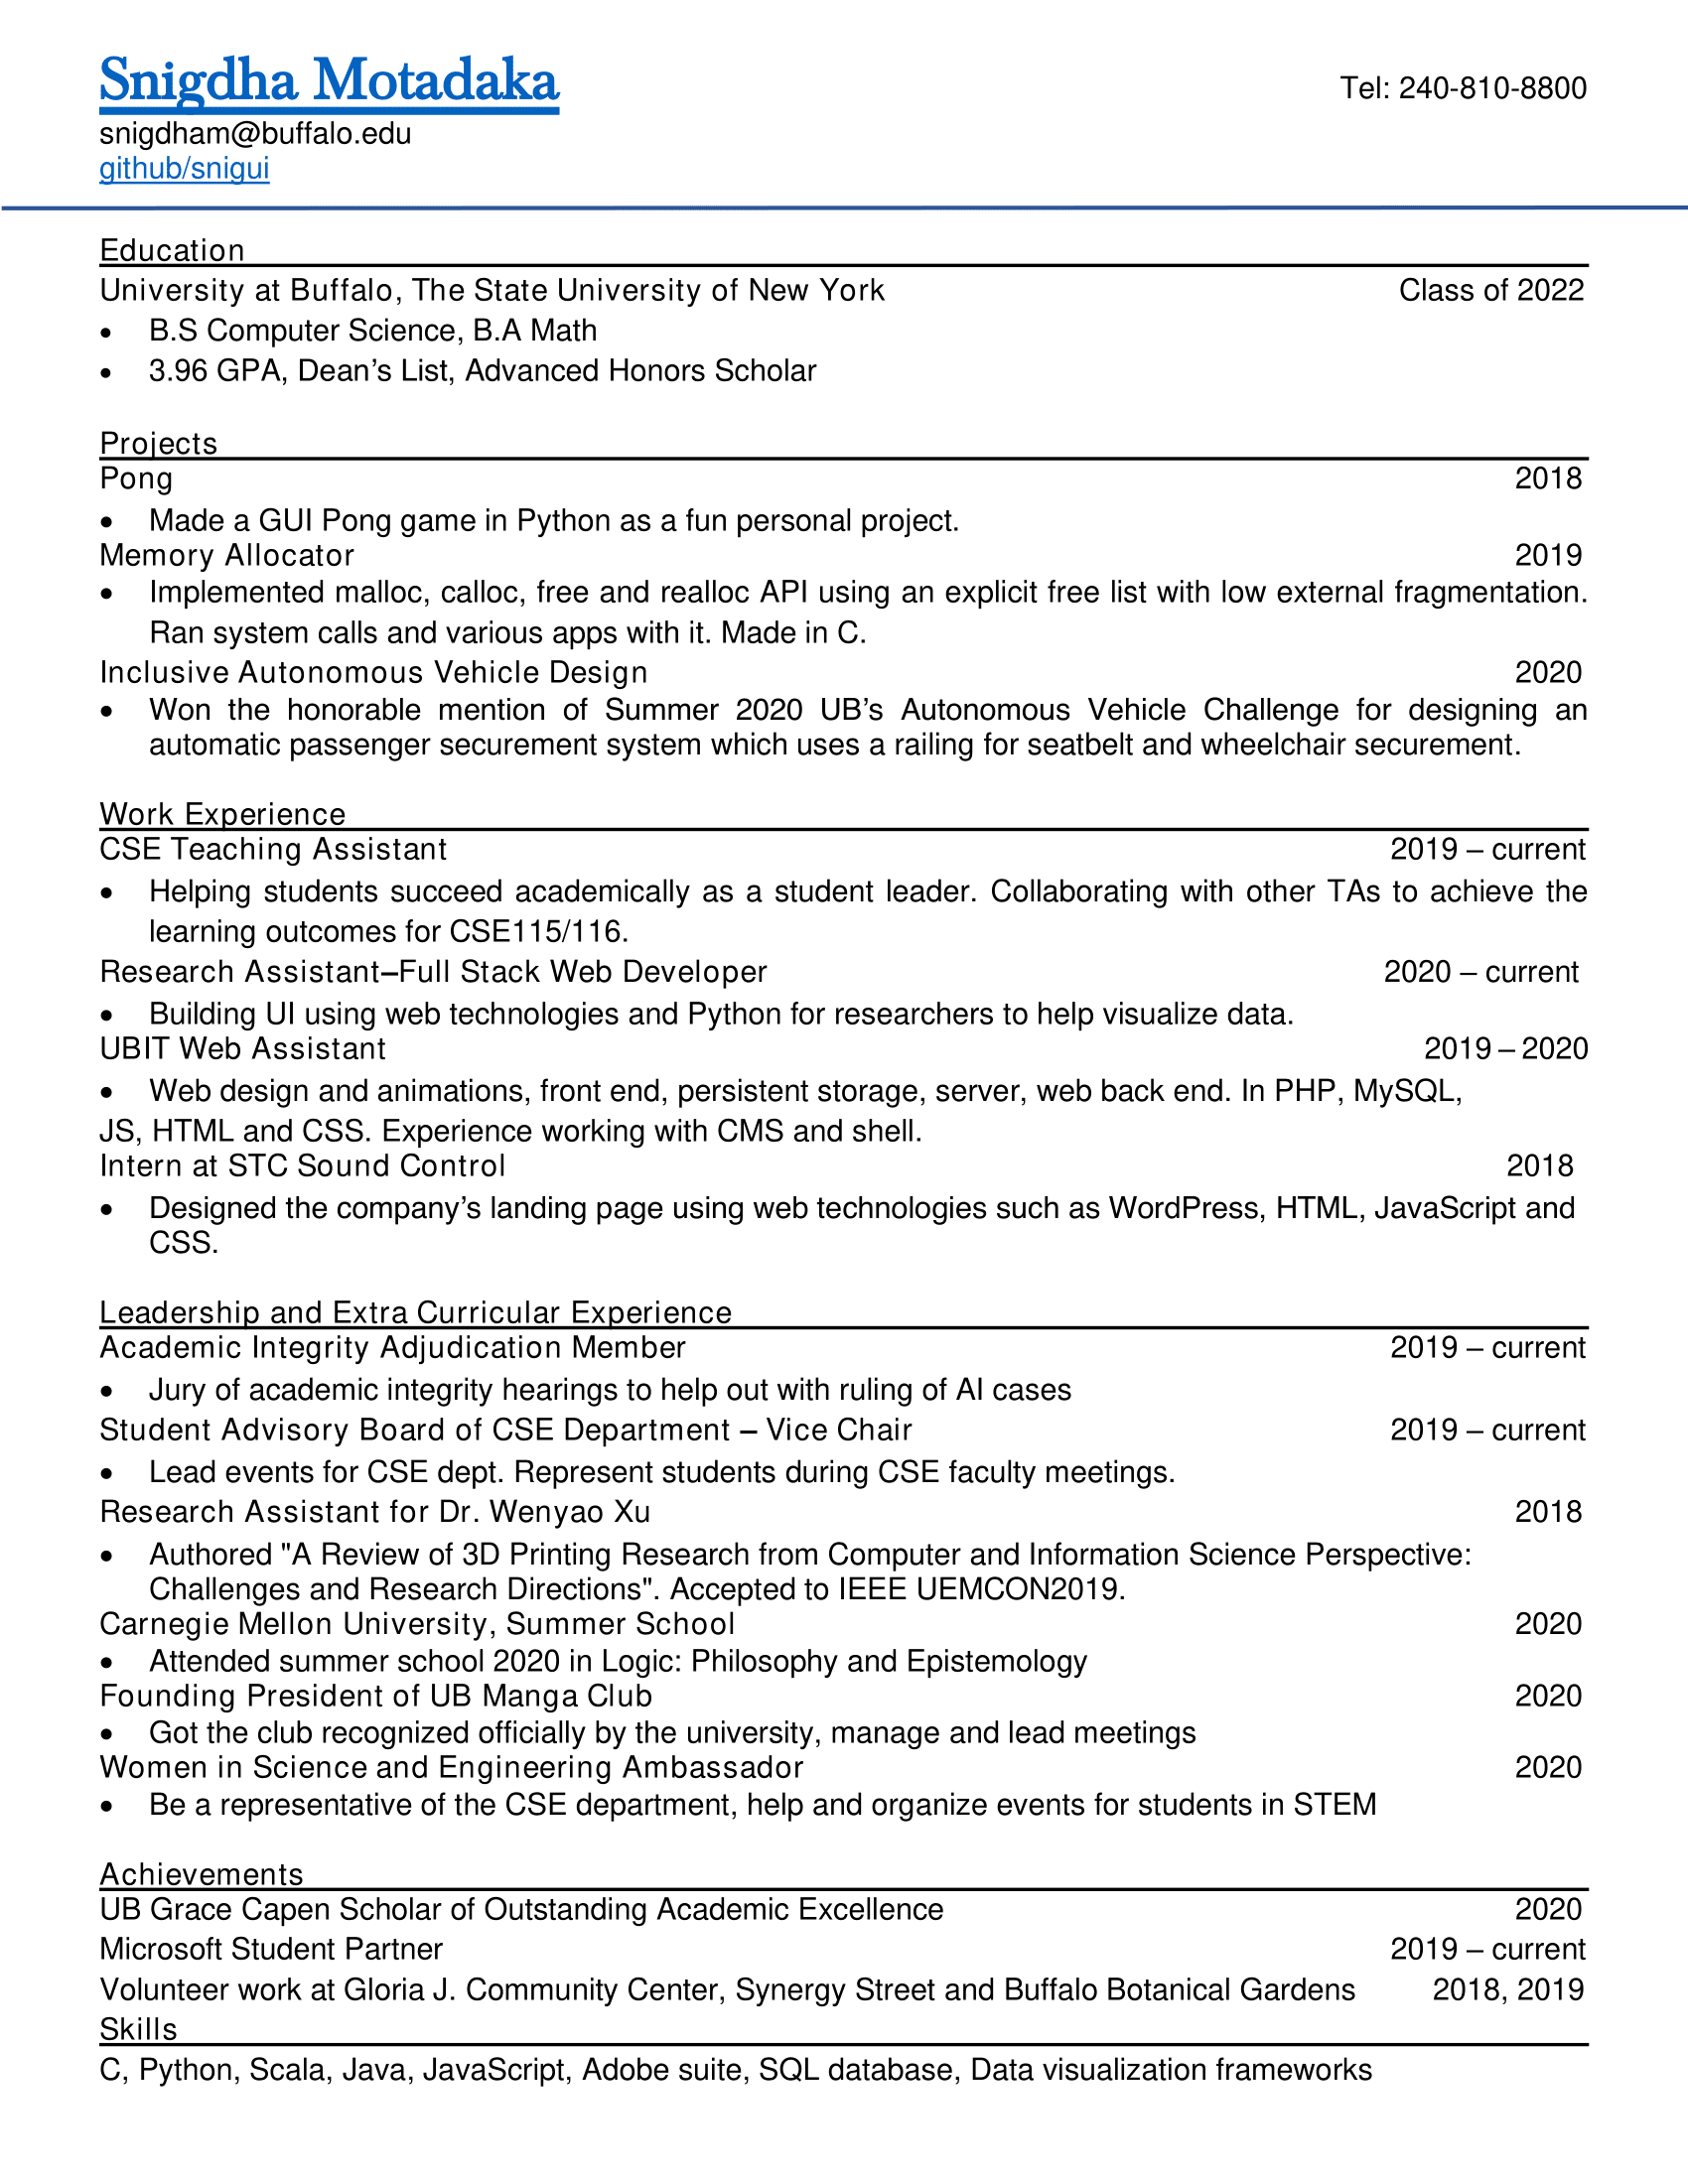 Snigdha Motadaka Tel: 240-810-8800
snigdham@buffalo.edu
github/snigui
Education
University at Buffalo, The State University of New York Class of 2022
• B.S Computer Science, B.A Math
• 3.96 GPA, Dean’s List, Advanced Honors Scholar
Projects
Pong 2018
• Made a GUI Pong game in Python as a fun personal project.
Memory Allocator 2019
• Implemented malloc, calloc, free and realloc API using an explicit free list with low external fragmentation.
Ran system calls and various apps with it. Made in C.
Inclusive Autonomous Vehicle Design 2020
• Won the honorable mention of Summer 2020 UB’s Autonomous Vehicle Challenge for designing an
automatic passenger securement system which uses a railing for seatbelt and wheelchair securement.
Work Experience
CSE Teaching Assistant 2019 – current
• Helping students succeed academically as a student leader. Collaborating with other TAs to achieve the
learning outcomes for CSE115/116.
Research Assistant–Full Stack Web Developer 2020 – current
• Building UI using web technologies and Python for researchers to help visualize data.
UBIT Web Assistant 2019 – 2020
• Web design and animations, front end, persistent storage, server, web back end. In PHP, MySQL,
JS, HTML and CSS. Experience working with CMS and shell.
Intern at STC Sound Control 2018
• Designed the company’s landing page using web technologies such as WordPress, HTML, JavaScript and
CSS.
Leadership and Extra Curricular Experience
Academic Integrity Adjudication Member 2019 – current
• Jury of academic integrity hearings to help out with ruling of AI cases
Student Advisory Board of CSE Department – Vice Chair 2019 – current
• Lead events for CSE dept. Represent students during CSE faculty meetings.
Research Assistant for Dr. Wenyao Xu 2018
• Authored "A Review of 3D Printing Research from Computer and Information Science Perspective:
Challenges and Research Directions". Accepted to IEEE UEMCON2019.
Carnegie Mellon University, Summer School 2020
• Attended summer school 2020 in Logic: Philosophy and Epistemology
Founding President of UB Manga Club 2020
• Got the club recognized officially by the university, manage and lead meetings
Women in Science and Engineering Ambassador 2020
• Be a representative of the CSE department, help and organize events for students in STEM
Achievements
UB Grace Capen Scholar of Outstanding Academic Excellence 2020
Microsoft Student Partner 2019 – current
Volunteer work at Gloria J. Community Center, Synergy Street and Buffalo Botanical Gardens 2018, 2019
Skills
C, Python, Scala, Java, JavaScript, Adobe suite, SQL database, Data visualization frameworks